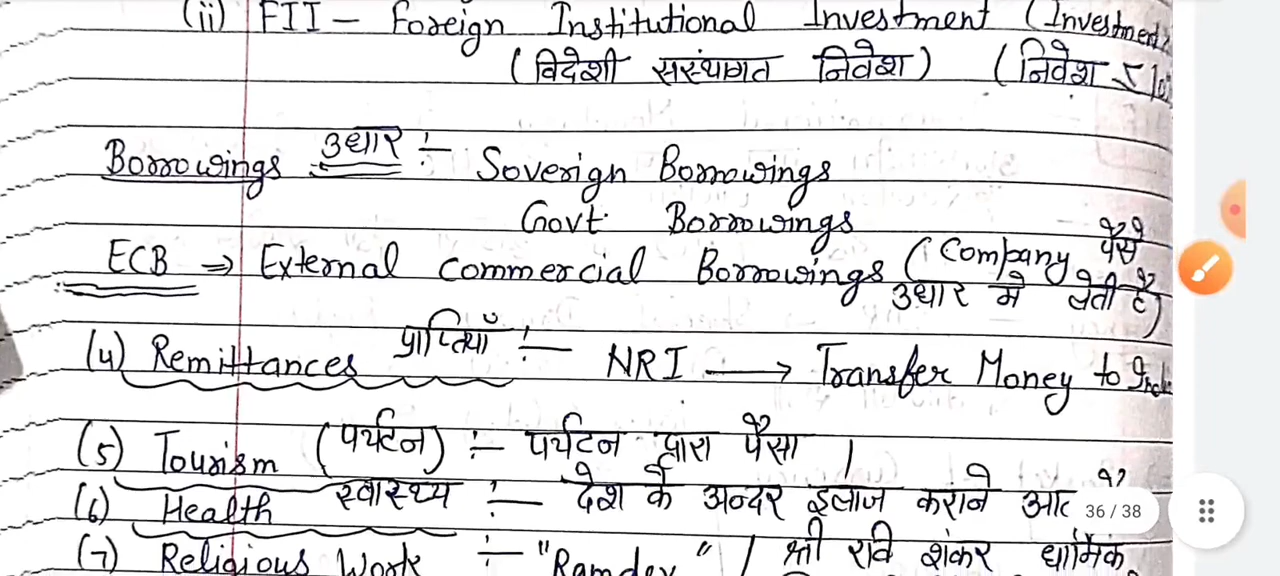 (ii) FII - Foreign Institutional Investment (Investment
(विदेशी संस्थागत निवेश) (निवेश
Borrowings उधार :- Soverign Borrowings
Govt. Borrowings
ECB ⇒ External Commercial Borrowings (Company पैसे
उधार मे लेती है)
(4) Remittances प्राप्तियाँ :- NRI → Transfer Money to
(5) Tourism (पर्यटन) :- पर्यटन द्वारा पैसा।
(6) Health स्वास्थ्य :- देश के अन्दर इलाज कराने
36 / 38
(7) Religious Work :- "Ramdev" / श्री रवि शंकर धार्मिक